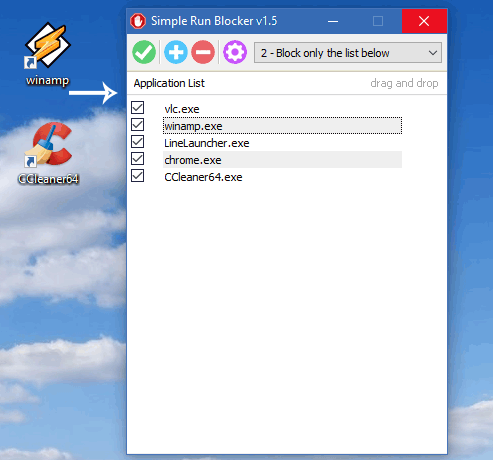 Simple Run Blocker v1.5
2 - Block only the list below
Application List drag and drop
vlc.exe
winamp.exe
LineLauncher.exe
chrome.exe
CCleaner64.exe
winamp
CCleaner64